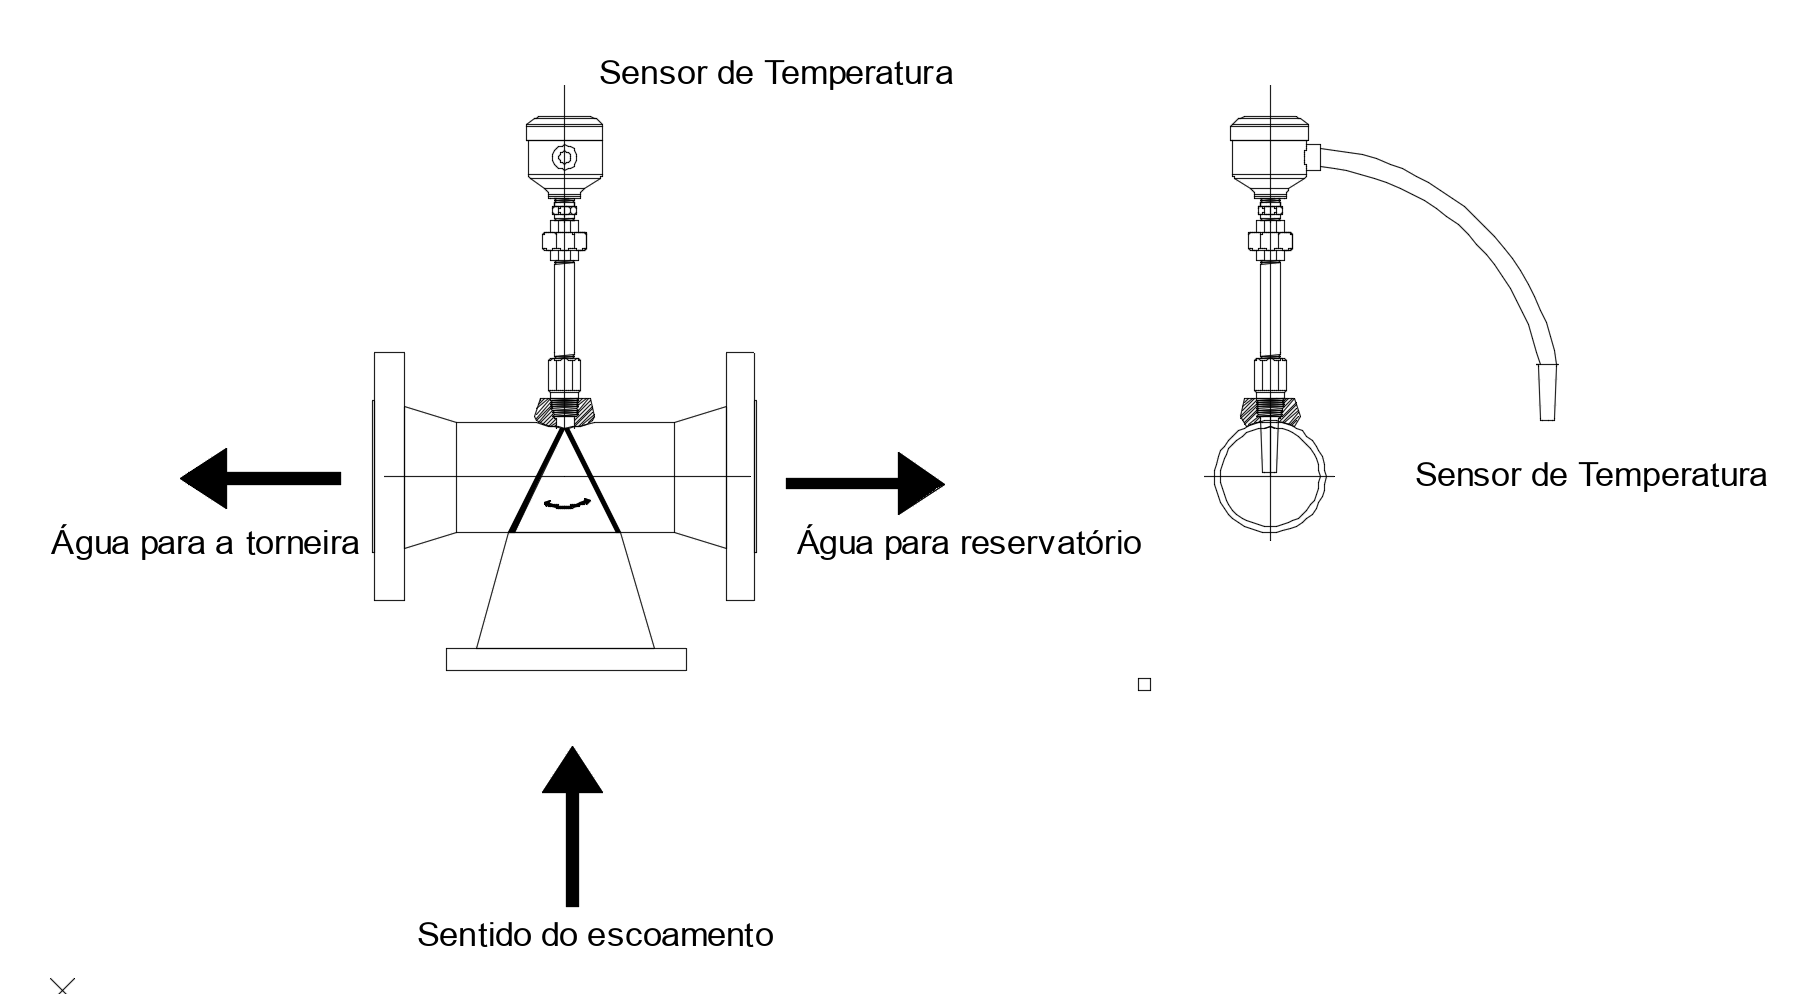 Sensor de Temperatura
Sensor de Temperatura
Água para a torneira
Água para reservatório
Sentido do escoamento